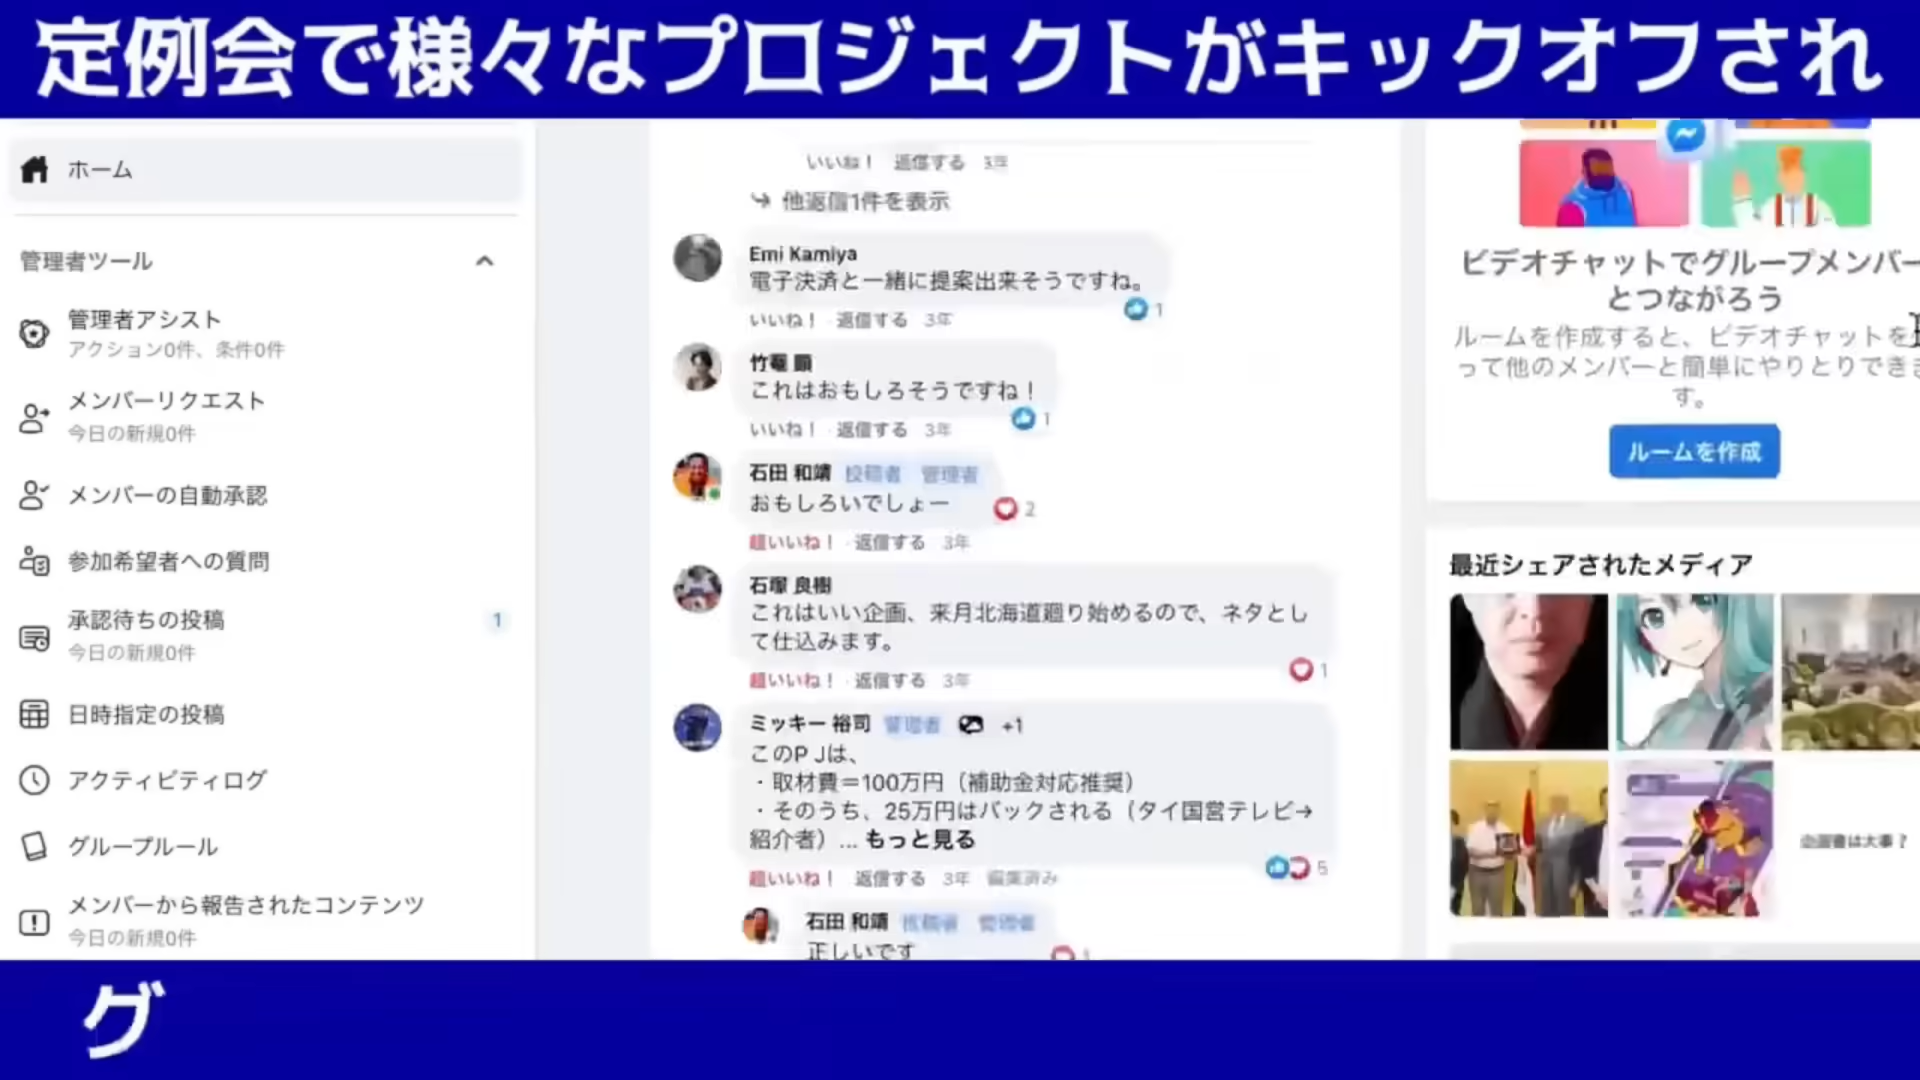 定例会で様々なプロジェクトがキックオフされ
ホーム
管理者ツール
管理者アシスト
アクション0件、条件0件
メンバーリクエスト
今日の新規0件
メンバーの自動承認
参加希望者への質問
承認待ちの投稿
1
今日の新規0件
日時指定の投稿
アクティビティログ
グループルール
メンバーから報告されたコンテンツ
今日の新規0件
いいね! 返信する 3年
他返信1件を表示
Emi Kamiya
電子決済と一緒に提案出来そうですね。
1
いいね! · 返信する 3年
竹 顕
これはおもしろそうですね!
1
いいね! · 返信する 3年
石田 和靖 投稿者 管理者
おもしろいでしょー
2
超いいね! · 返信する 3年
石塚 良樹
これはいい企画、来月北海道廻り始めるので、ネタとし
て仕込みます。
1
超いいね! · 返信する 3年
ミッキー 裕司 管理者 +1
このPJは、
・取材費=100万円（補助金対応推奨）
・そのうち、25万円はバックされる（タイ国営テレビ→
紹介者）... もっと見る
5
超いいね! 返信する 3年 編集済み
石田 和靖 投稿者 管理者
正しいです
1
ビデオチャットでグループメンバー
とつながろう
ルームを作成すると、ビデオチャットを
って他のメンバーと簡単にやりとりできま
す。
ルームを作成
最近シェアされたメディア
企画書は大事？
グ